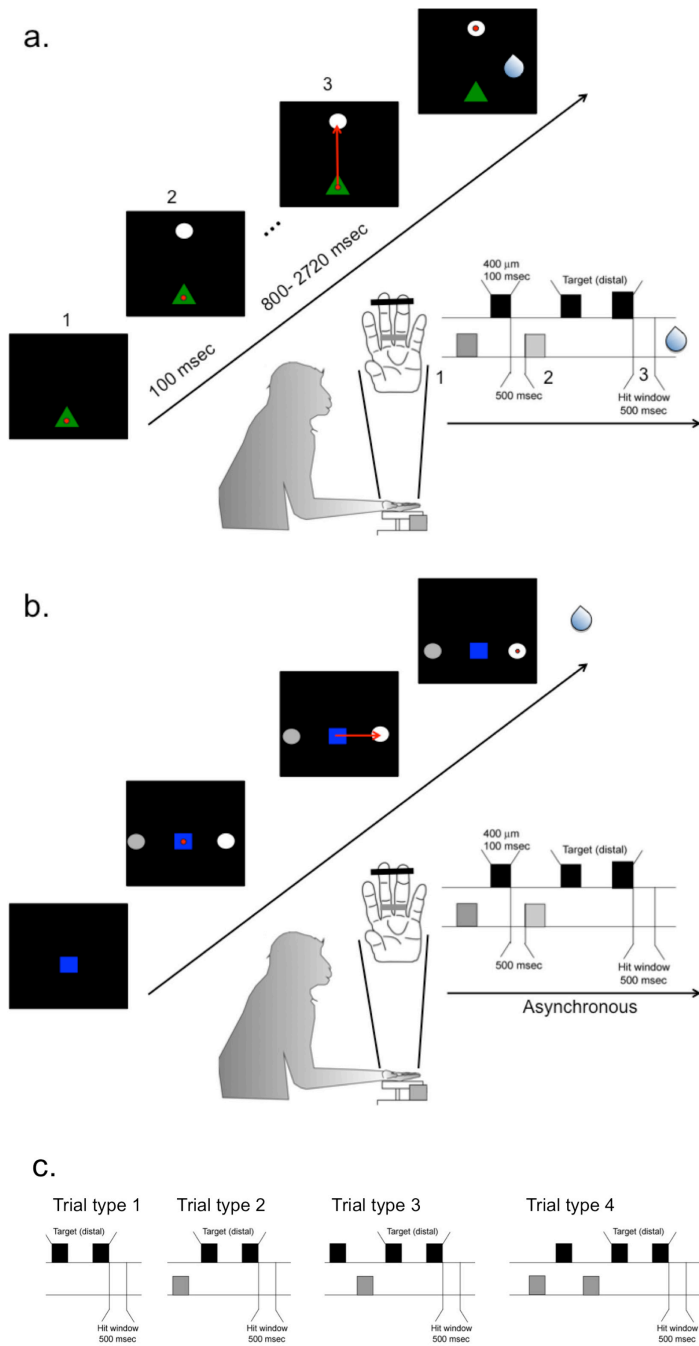 a.
3
2
...
1
100 msec
800- 2720 msec
400 μm
100 msec
Target (distal)
1
2
3
500 msec
Hit window
500 msec
b.
400 μm
100 msec
Target (distal)
500 msec
Hit window
500 msec
Asynchronous
c.
Trial type 1
Trial type 2
Trial type 3
Trial type 4
Target (distal)
Target (distal)
Target (distal)
Target (distal)
Hit window
500 msec
Hit window
500 msec
Hit window
500 msec
Hit window
500 msec